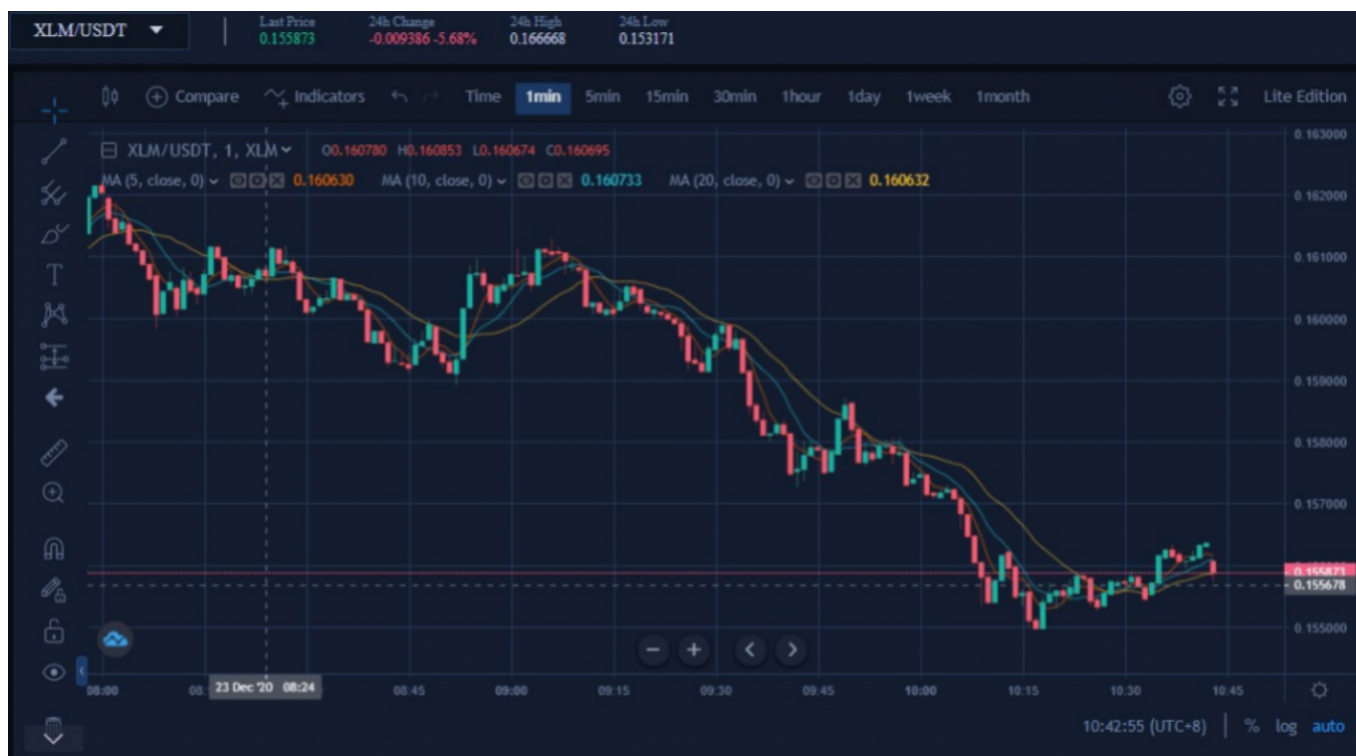 XLM/USDT
Last Price 24h Change 24h High 24h Low
0.155873 -0.009386 -5.68% 0.166668 0.153171
Compare Indicators Time 1min 5min 15min 30min 1hour 1day 1week 1month Lite Edition
XLM/USDT, 1, XLM O0.160780 H0.160853 L0.160674 C0.160695
MA (5, close, 0) 0.160630 MA (10, close, 0) 0.160733 MA (20, close, 0) 0.160632
0.163000
0.162000
0.161000
0.160000
0.159000
0.158000
0.157000
0.155873
0.155678
0.155000
08:00 23 Dec '20 08:24 08:45 09:00 09:15 09:30 09:45 10:00 10:15 10:30 10:45
10:42:55 (UTC+8) % log auto